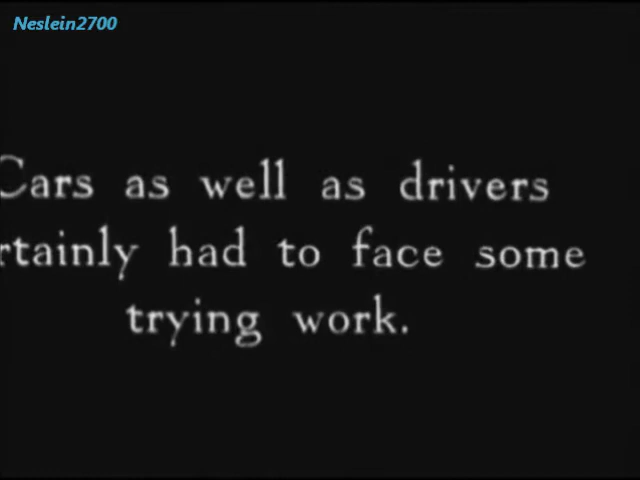 Neslein2700
Cars as well as drivers
rtainly had to face some
trying work.